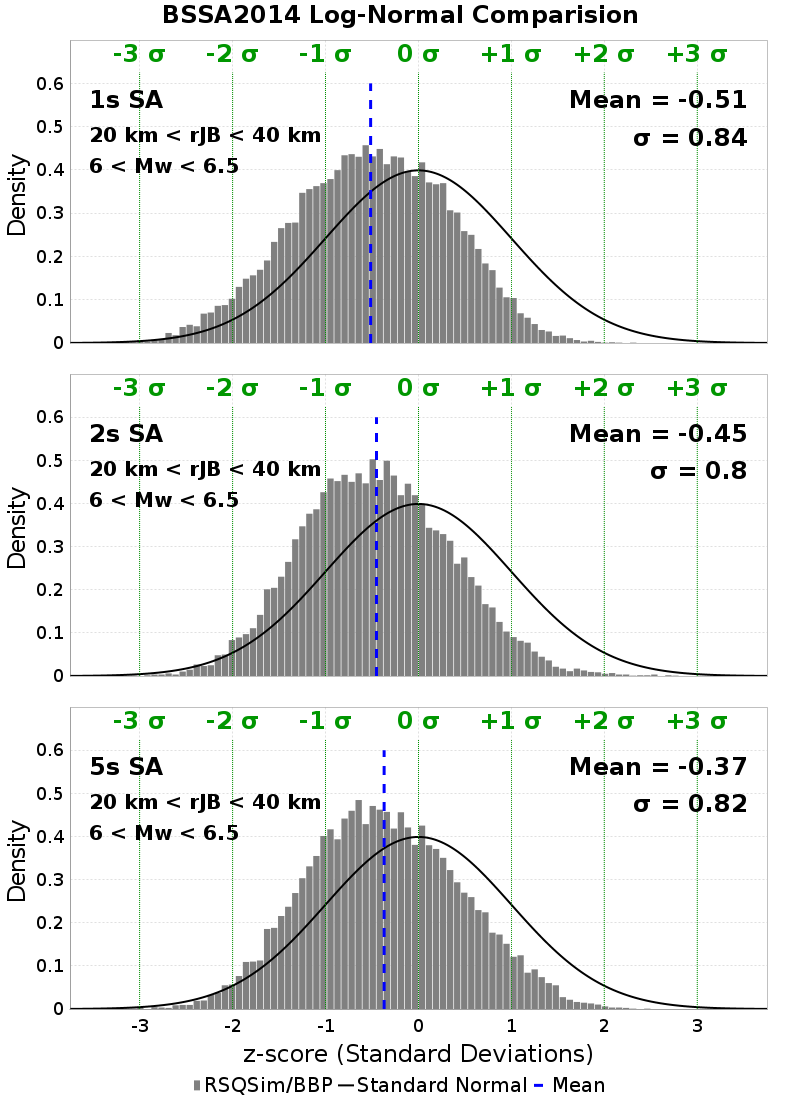 BSSA2014 Log-Normal Comparision
-3 σ -2 σ -1 σ 0 σ +1 σ +2 σ +3 σ
0.6
1s SA
Mean = -0.51
0.5
20 km < rJB < 40 km
σ = 0.84
6 < Mw < 6.5
0.4
0.3
0.2
0.1
0
Density
-3 σ -2 σ -1 σ 0 σ +1 σ +2 σ +3 σ
0.6
2s SA
Mean = -0.45
0.5
20 km < rJB < 40 km
σ = 0.8
6 < Mw < 6.5
0.4
0.3
0.2
0.1
0
Density
-3 σ -2 σ -1 σ 0 σ +1 σ +2 σ +3 σ
0.6
5s SA
Mean = -0.37
0.5
20 km < rJB < 40 km
σ = 0.82
6 < Mw < 6.5
0.4
0.3
0.2
0.1
0
Density
-3 -2 -1 0 1 2 3
z-score (Standard Deviations)
RSQSim/BBP Standard Normal Mean